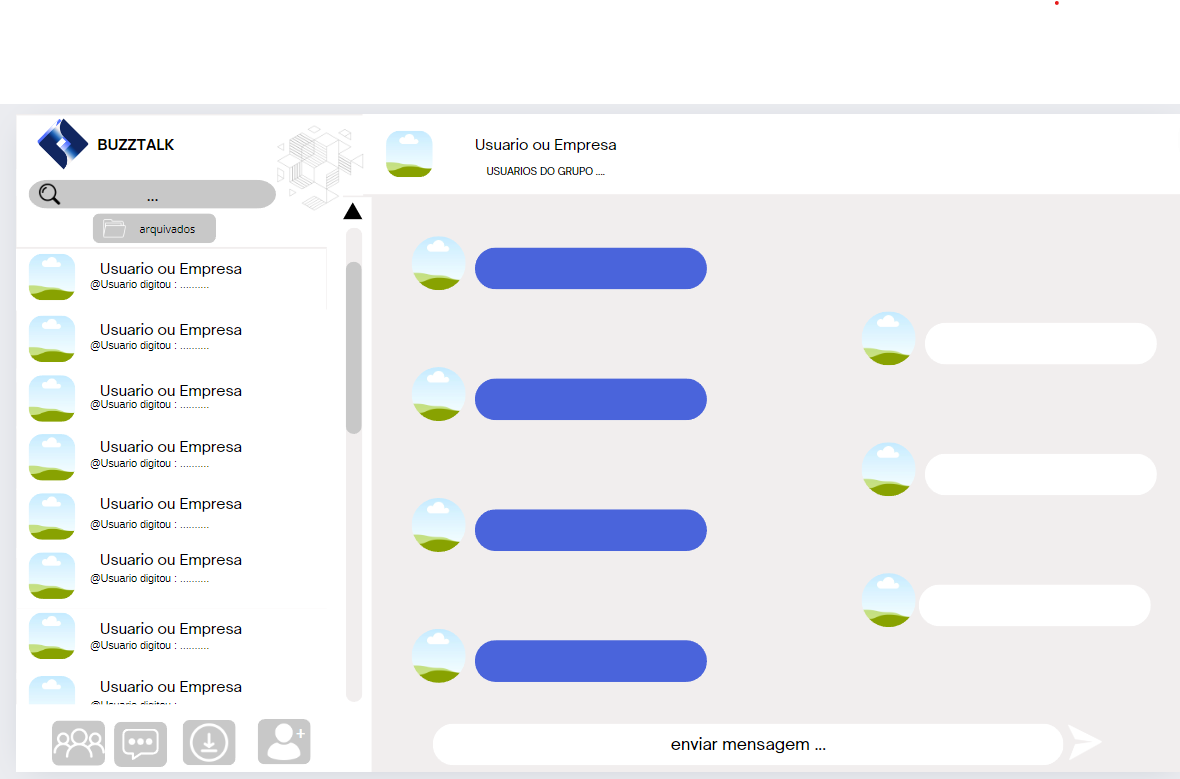 BUZZTALK
...
arquivados
Usuario ou Empresa
@Usuario digitou : ..........
Usuario ou Empresa
@Usuario digitou : ..........
Usuario ou Empresa
@Usuario digitou : ..........
Usuario ou Empresa
@Usuario digitou : ..........
Usuario ou Empresa
@Usuario digitou : ..........
Usuario ou Empresa
@Usuario digitou : ..........
Usuario ou Empresa
@Usuario digitou : ..........
Usuario ou Empresa
@Usuario digitou : ..........
Usuario ou Empresa
USUARIOS DO GRUPO ....
enviar mensagem ...